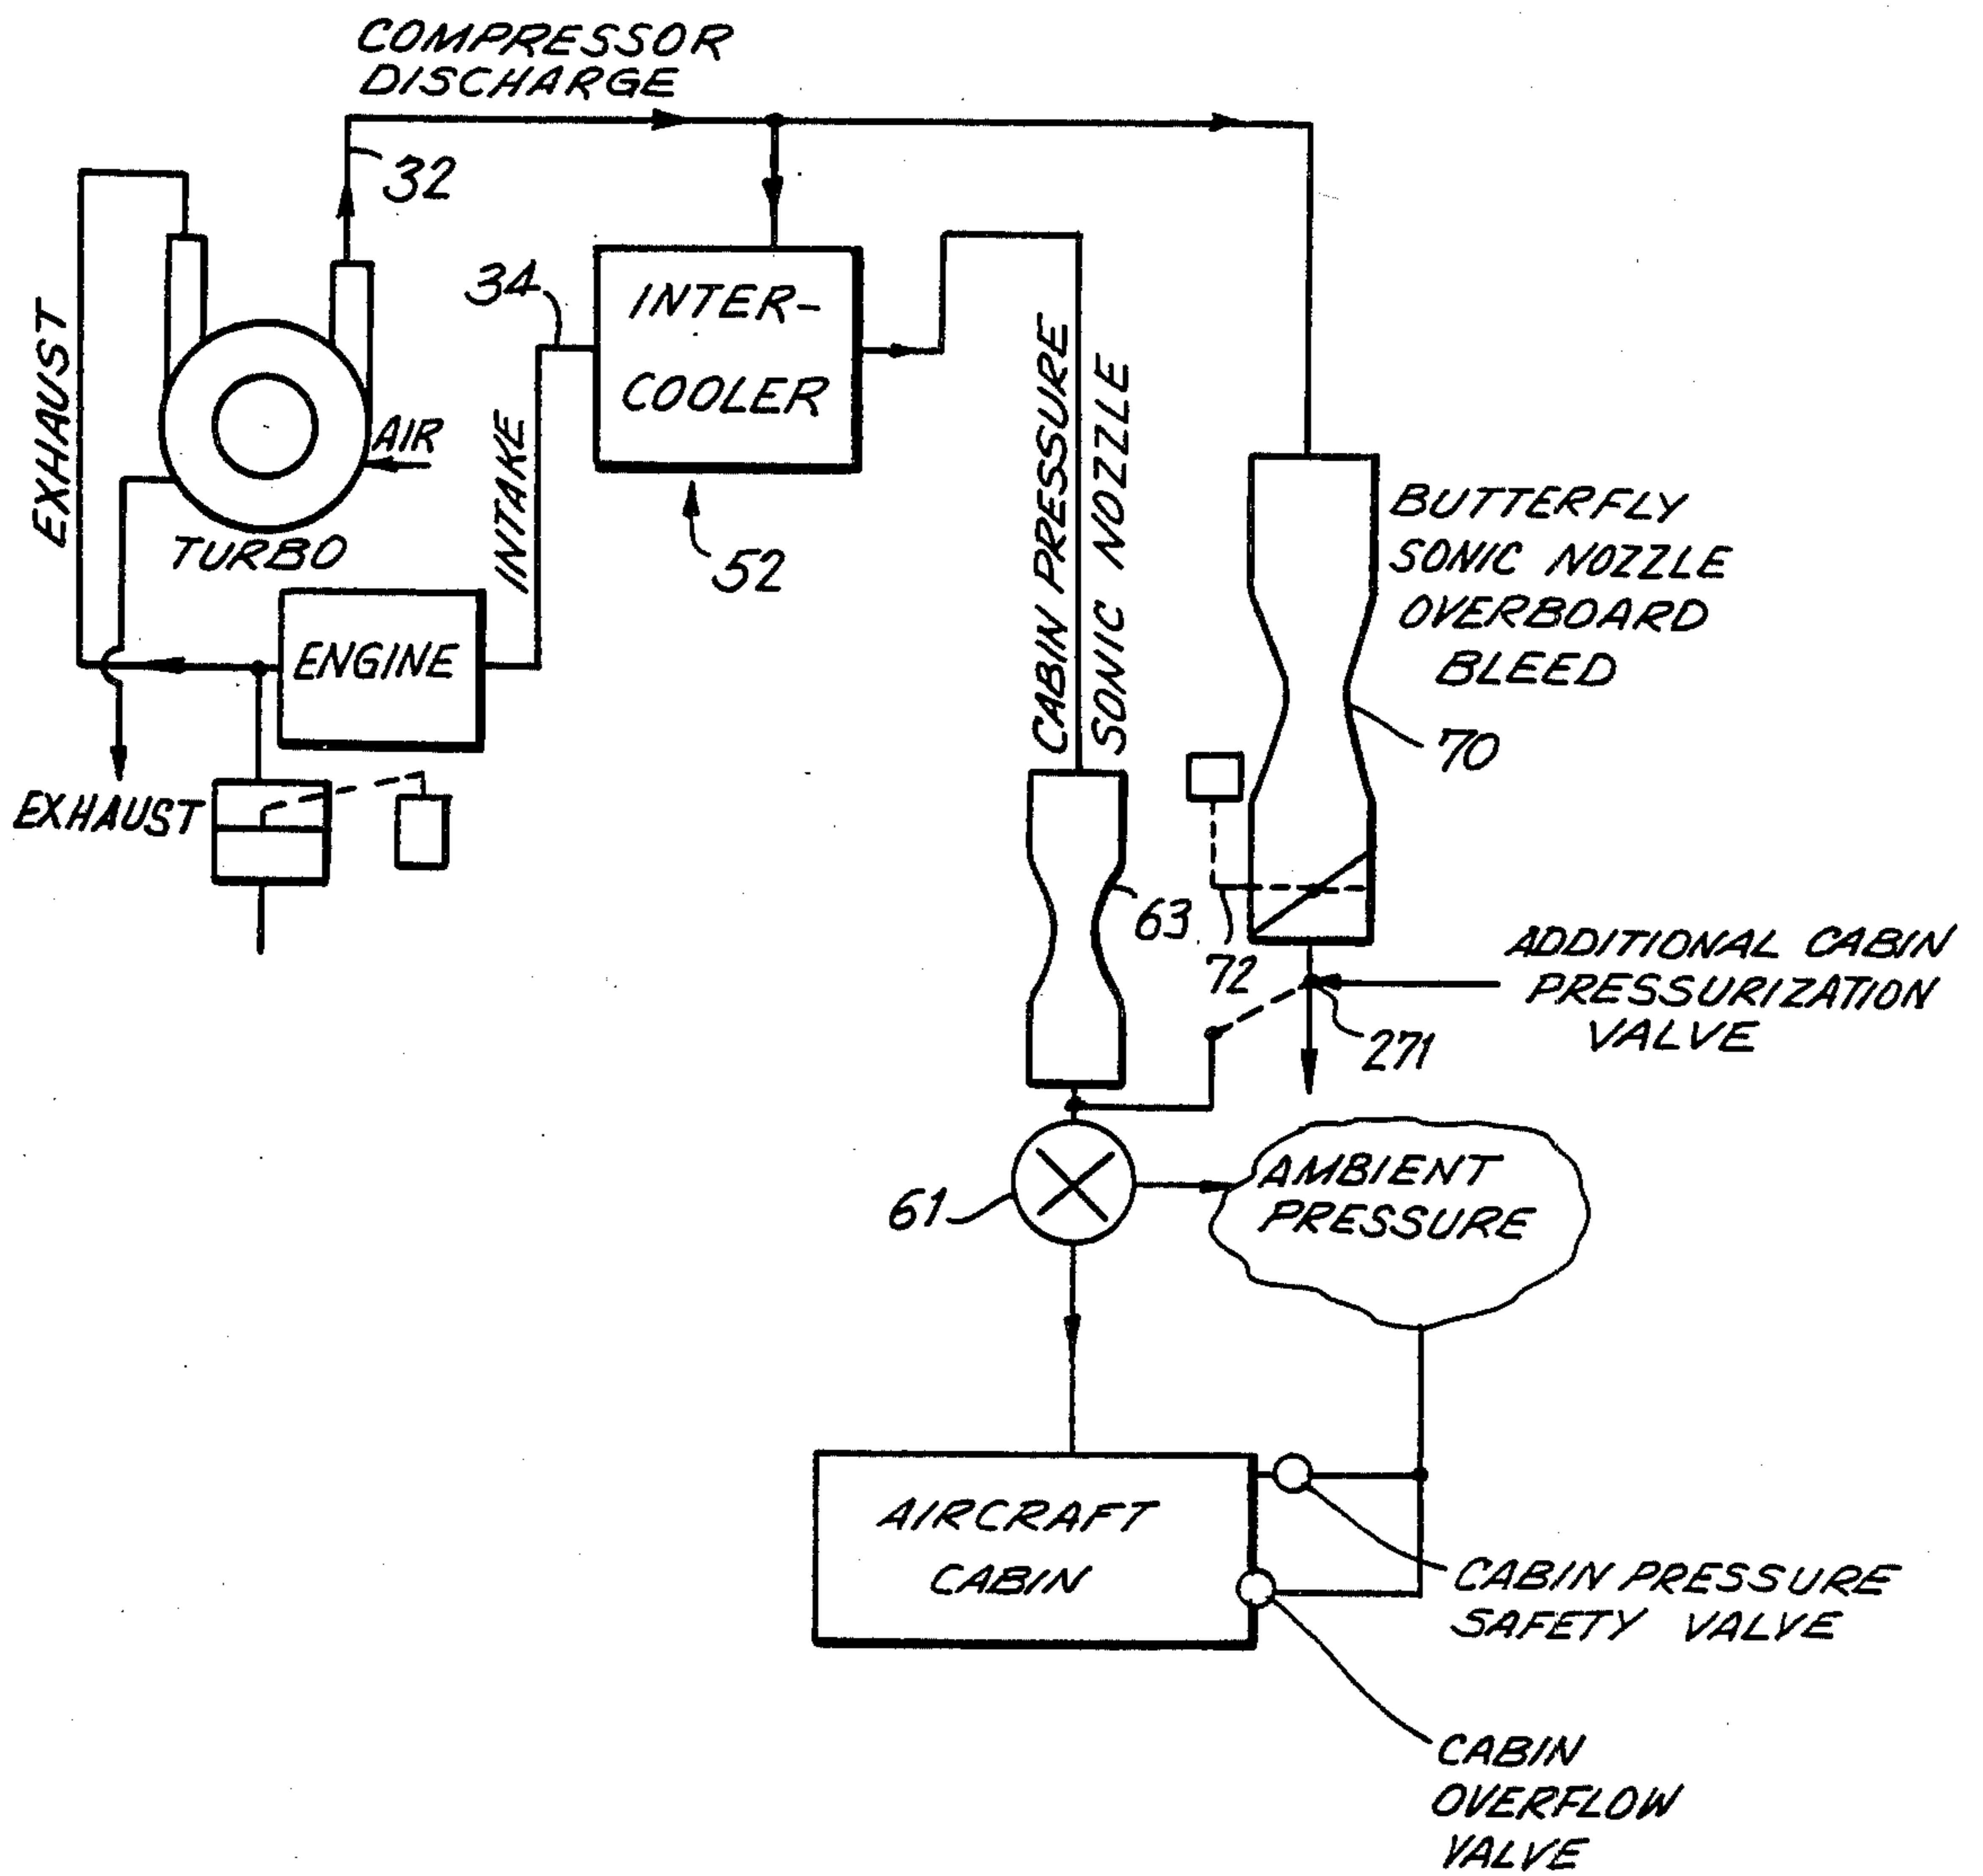 COMPRESSOR
DISCHARGE
32
EXHAUST
34
INTER-
COOLER
AIR
INTAKE
CABIN PRESSURE
SONIC NOZZLE
TURBO
52
BUTTERFLY
SONIC NOZZLE
OVERBOARD
BLEED
70
ENGINE
EXHAUST
63
72
ADDITIONAL CABIN
PRESSURIZATION
VALVE
271
61
AMBIENT
PRESSURE
AIRCRAFT
CABIN
CABIN PRESSURE
SAFETY VALVE
CABIN
OVERFLOW
VALVE